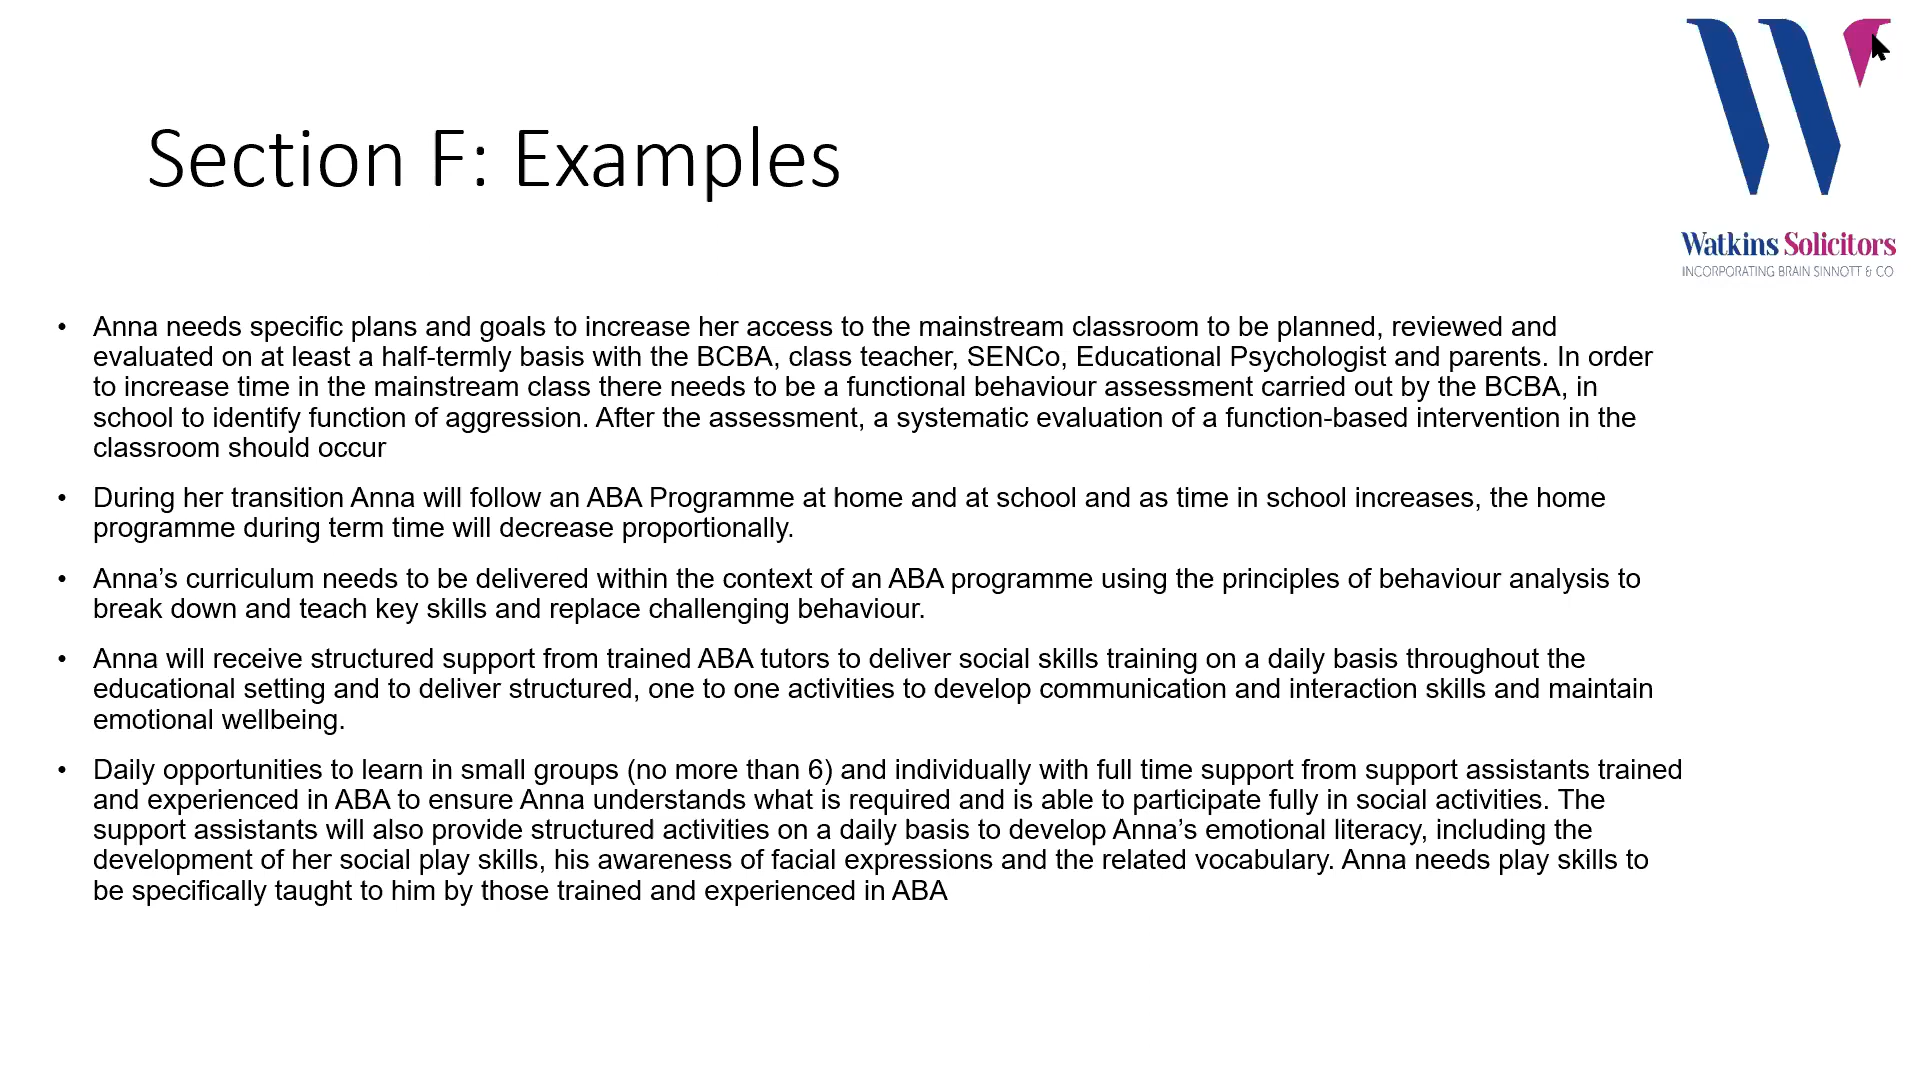 Section F: Examples
Watkins Solicitors
INCORPORATING BRAIN SINNOTT & CO
• Anna needs specific plans and goals to increase her access to the mainstream classroom to be planned, reviewed and
evaluated on at least a half-termly basis with the BCBA, class teacher, SENCo, Educational Psychologist and parents. In order
to increase time in the mainstream class there needs to be a functional behaviour assessment carried out by the BCBA, in
school to identify function of aggression. After the assessment, a systematic evaluation of a function-based intervention in the
classroom should occur
• During her transition Anna will follow an ABA Programme at home and at school and as time in school increases, the home
programme during term time will decrease proportionally.
• Anna’s curriculum needs to be delivered within the context of an ABA programme using the principles of behaviour analysis to
break down and teach key skills and replace challenging behaviour.
• Anna will receive structured support from trained ABA tutors to deliver social skills training on a daily basis throughout the
educational setting and to deliver structured, one to one activities to develop communication and interaction skills and maintain
emotional wellbeing.
• Daily opportunities to learn in small groups (no more than 6) and individually with full time support from support assistants trained
and experienced in ABA to ensure Anna understands what is required and is able to participate fully in social activities. The
support assistants will also provide structured activities on a daily basis to develop Anna’s emotional literacy, including the
development of her social play skills, his awareness of facial expressions and the related vocabulary. Anna needs play skills to
be specifically taught to him by those trained and experienced in ABA